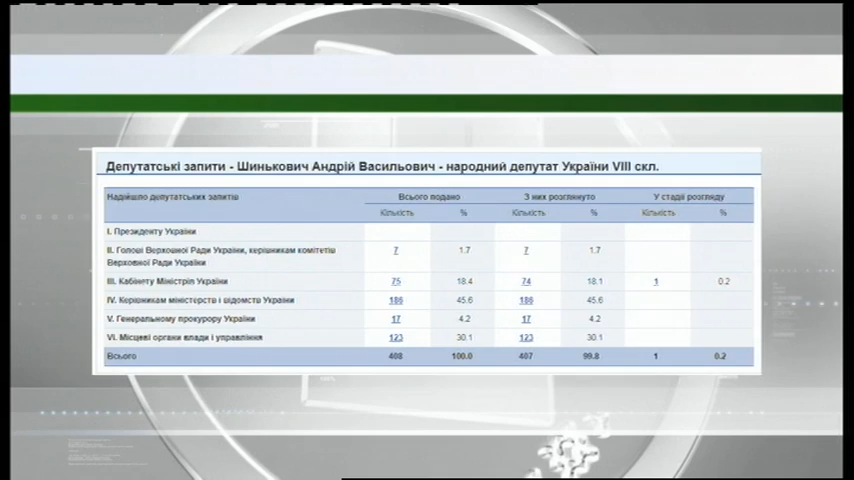 Депутатські запити - Шинькович Андрій Васильович - народний депутат України VIII скл.
Надійшло депутатських запитів Всього подано З них розглянуто У стадії розгляду
Кількість % Кількість % Кількість %
I. Президенту України
II. Голові Верховної Ради України, керівникам комітетів
Верховної Ради України 7 1.7 7 1.7
III. Кабінету Міністрів України 75 18.4 74 18.1 1 0.2
IV. Керівникам міністерств і відомств України 186 45.6 186 45.6
V. Генеральному прокурору України 17 4.2 17 4.2
VI. Місцеві органи влади і управління 123 30.1 123 30.1
Всього 408 100.0 407 99.8 1 0.2